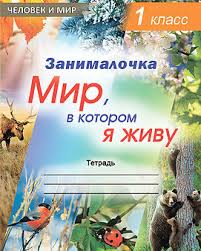 ЧЕЛОВЕК И МИР
1 класс
Занималочка
Мир,
в котором
я живу
Тетрадь